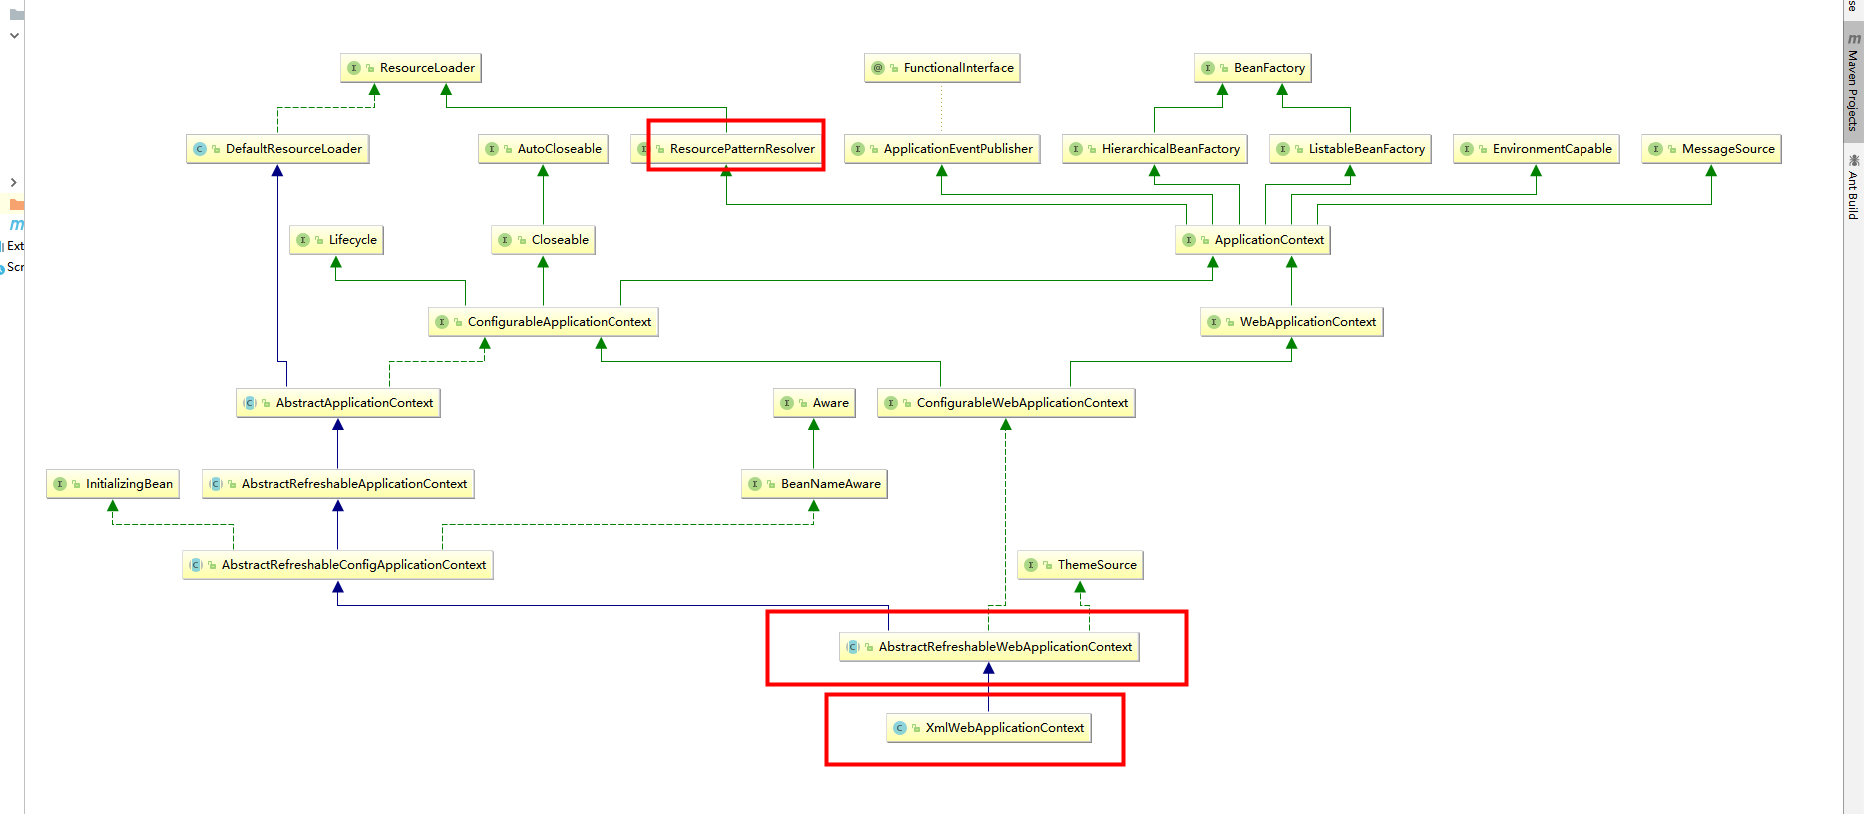 ResourceLoader
FunctionalInterface
BeanFactory
DefaultResourceLoader
AutoCloseable
ResourcePatternResolver
ApplicationEventPublisher
HierarchicalBeanFactory
ListableBeanFactory
EnvironmentCapable
MessageSource
Lifecycle
Closeable
ApplicationContext
ConfigurableApplicationContext
WebApplicationContext
AbstractApplicationContext
Aware
ConfigurableWebApplicationContext
InitializingBean
AbstractRefreshableApplicationContext
BeanNameAware
AbstractRefreshableConfigApplicationContext
ThemeSource
AbstractRefreshableWebApplicationContext
XmlWebApplicationContext
m
Ext
Scr
se
m Maven Projects
Ant Build